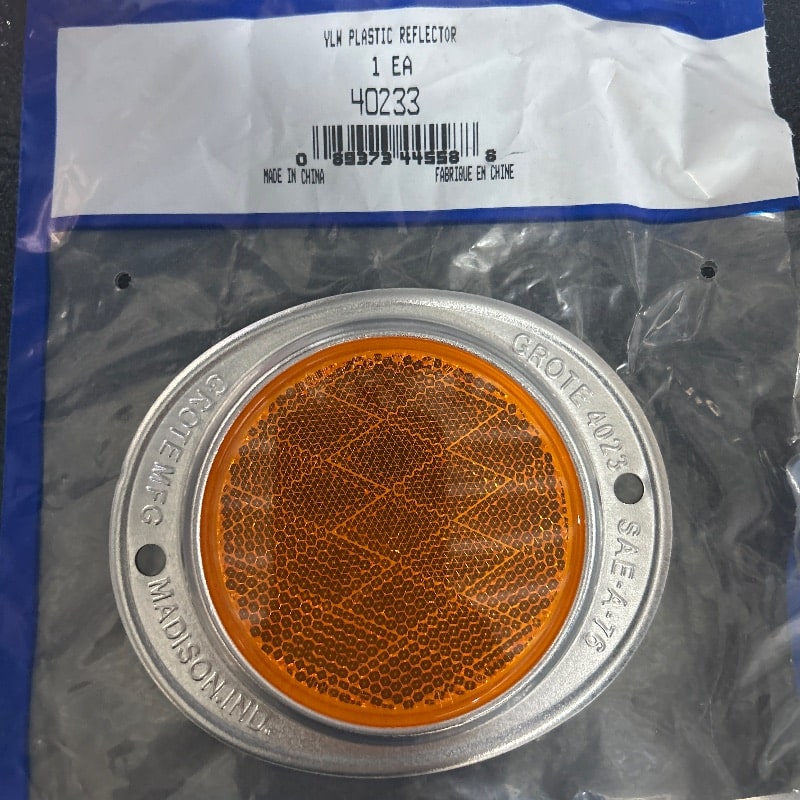 YLW PLASTIC REFLECTOR
1 EA
40233
0 89373 44558 8
MADE IN CHINA
FABRIQUE EN CHINE
GROTE MFG
GROTE 4023
SAE-A-76
MADISON.IND.